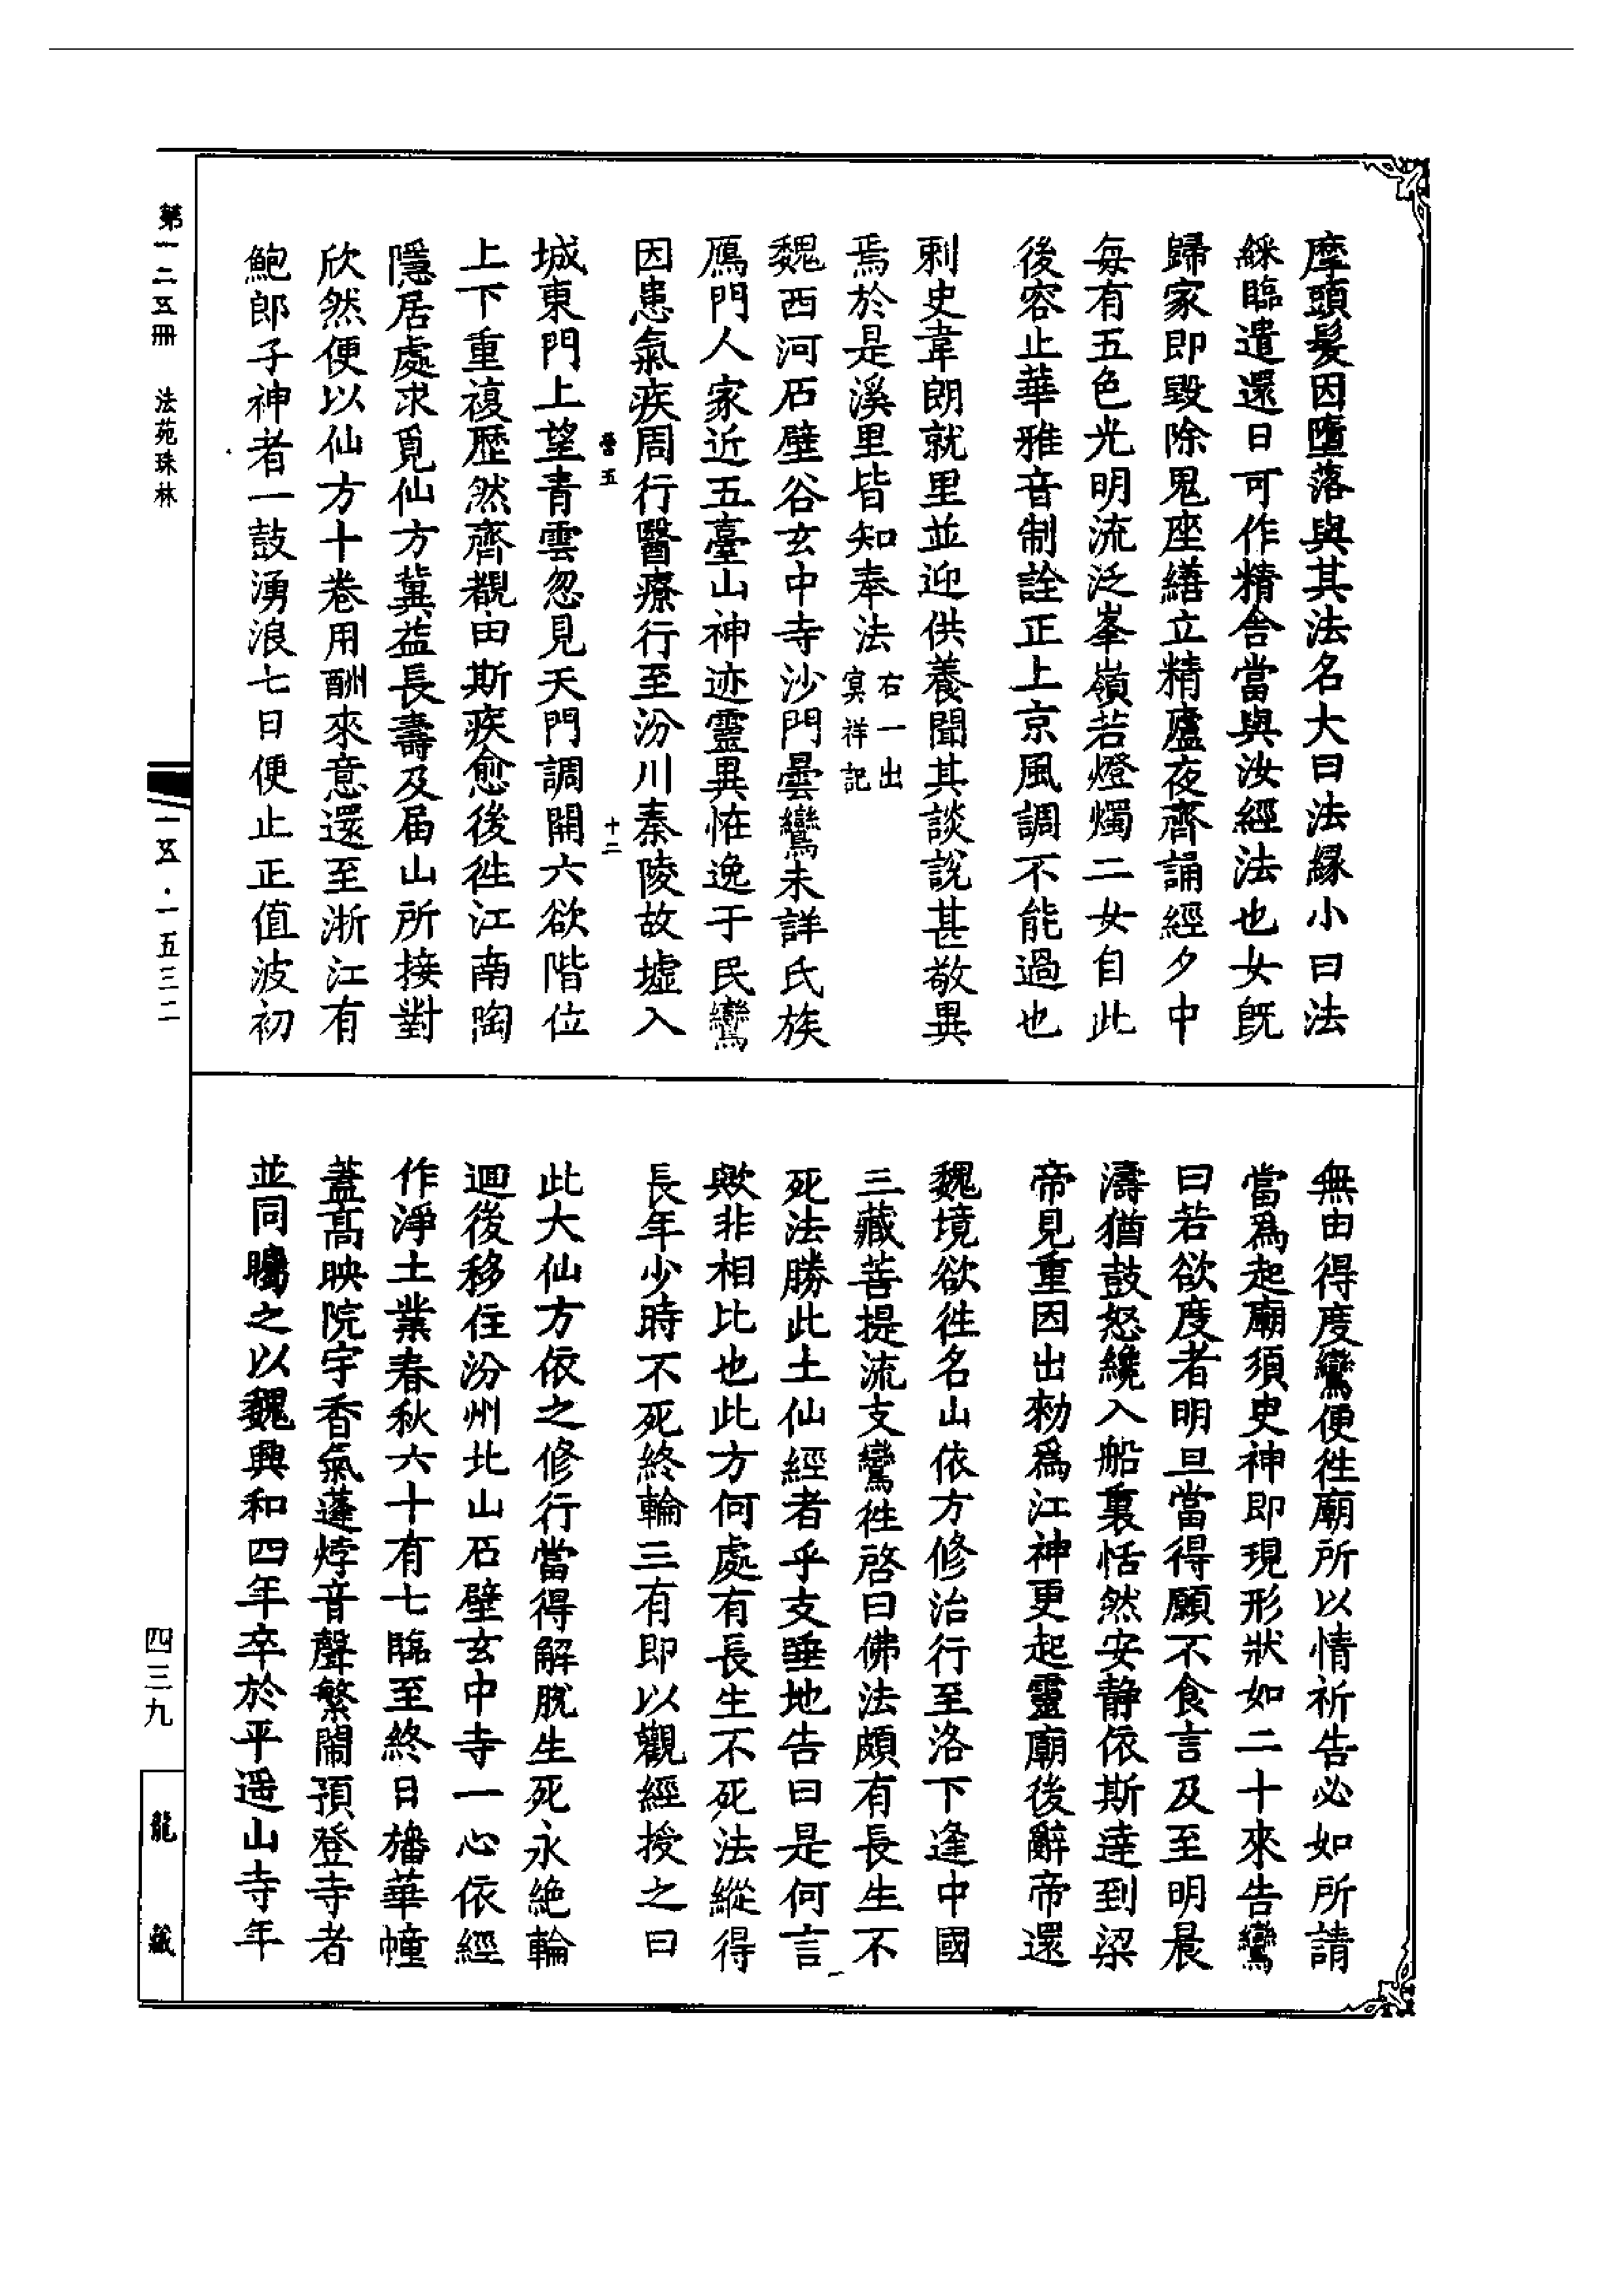 摩頭髮因墮落與其法名大曰法緣小曰法
綵臨遣還日可作精舍當與汝經法也女旣
歸家即毀除鬼座繕立精廬夜齊誦經夕中
每有五色光明流泛峯嶺若燈燭二女自此
後容止華雅音制詮正上京風調不能過也
刺史韋朗就里並迎供養聞其談說甚敬異
焉於是溪里皆知奉法右一出
冥祥記
魏西河石壁谷玄中寺沙門曇鸞未詳氏族
鴈門人家近五臺山神迹靈異恠逸于民鸞
因患氣疾周行醫療行至汾川秦陵故墟入
營五 十二
城東門上望青雲忽見天門調開六欲階位
上下重複歷然齊覩由斯疾愈後徃江南陶
隱居處求覓仙方冀益長壽及届山所接對
欣然便以仙方十卷用酬來意還至浙江有
鮑郎子神者一鼓湧浪七日便止正值波初
無由得度鸞便徃廟所以情祈告必如所請
當爲起廟須臾神即現形狀如二十來告鸞
曰若欲度者明旦當得願不食言及至明晨
濤猶鼓怒纔入船裏恬然安靜依斯達到梁
帝見重因出勑爲江神更起靈廟後辭帝還
魏境欲徃名山依方修治行至洛下逢中國
三藏菩提流支鸞徃啓曰佛法頗有長生不
死法勝此土仙經者乎支唾地告曰是何言
歟非相比也此方何處有長生不死法縱得
長年少時不死終輪三有即以觀經授之曰
此大仙方依之修行當得解脫生死永絶輪
迴後移住汾州北山石壁玄中寺一心依經
作淨土業春秋六十有七臨至終日旛華幢
蓋高映院宇香氣蓬㶿音聲繁閙預登寺者
並同矚之以魏興和四年卒於平遥山寺年
第一二五冊 法苑珠林
一五·一五三二
四三九
龍藏